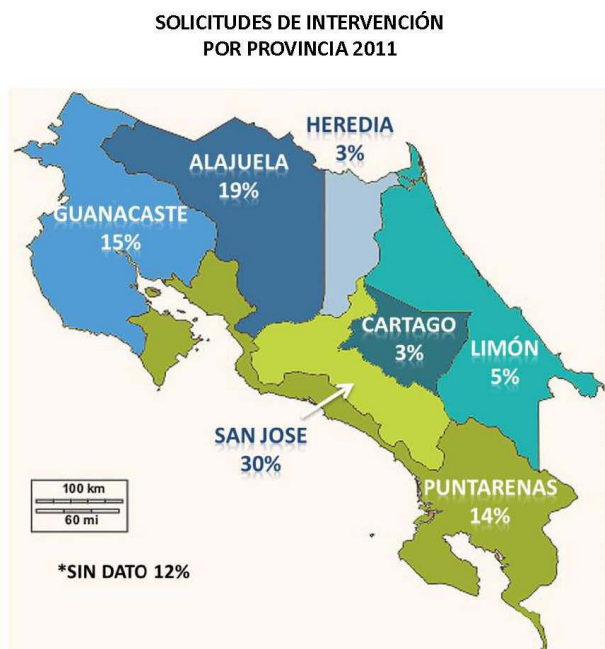 SOLICITUDES DE INTERVENCIÓN
POR PROVINCIA 2011
HEREDIA
3%
ALAJUELA
19%
GUANACASTE
15%
CARTAGO
3%
LIMÓN
5%
SAN JOSE
30%
PUNTARENAS
14%
100 km
60 mi
*SIN DATO 12%